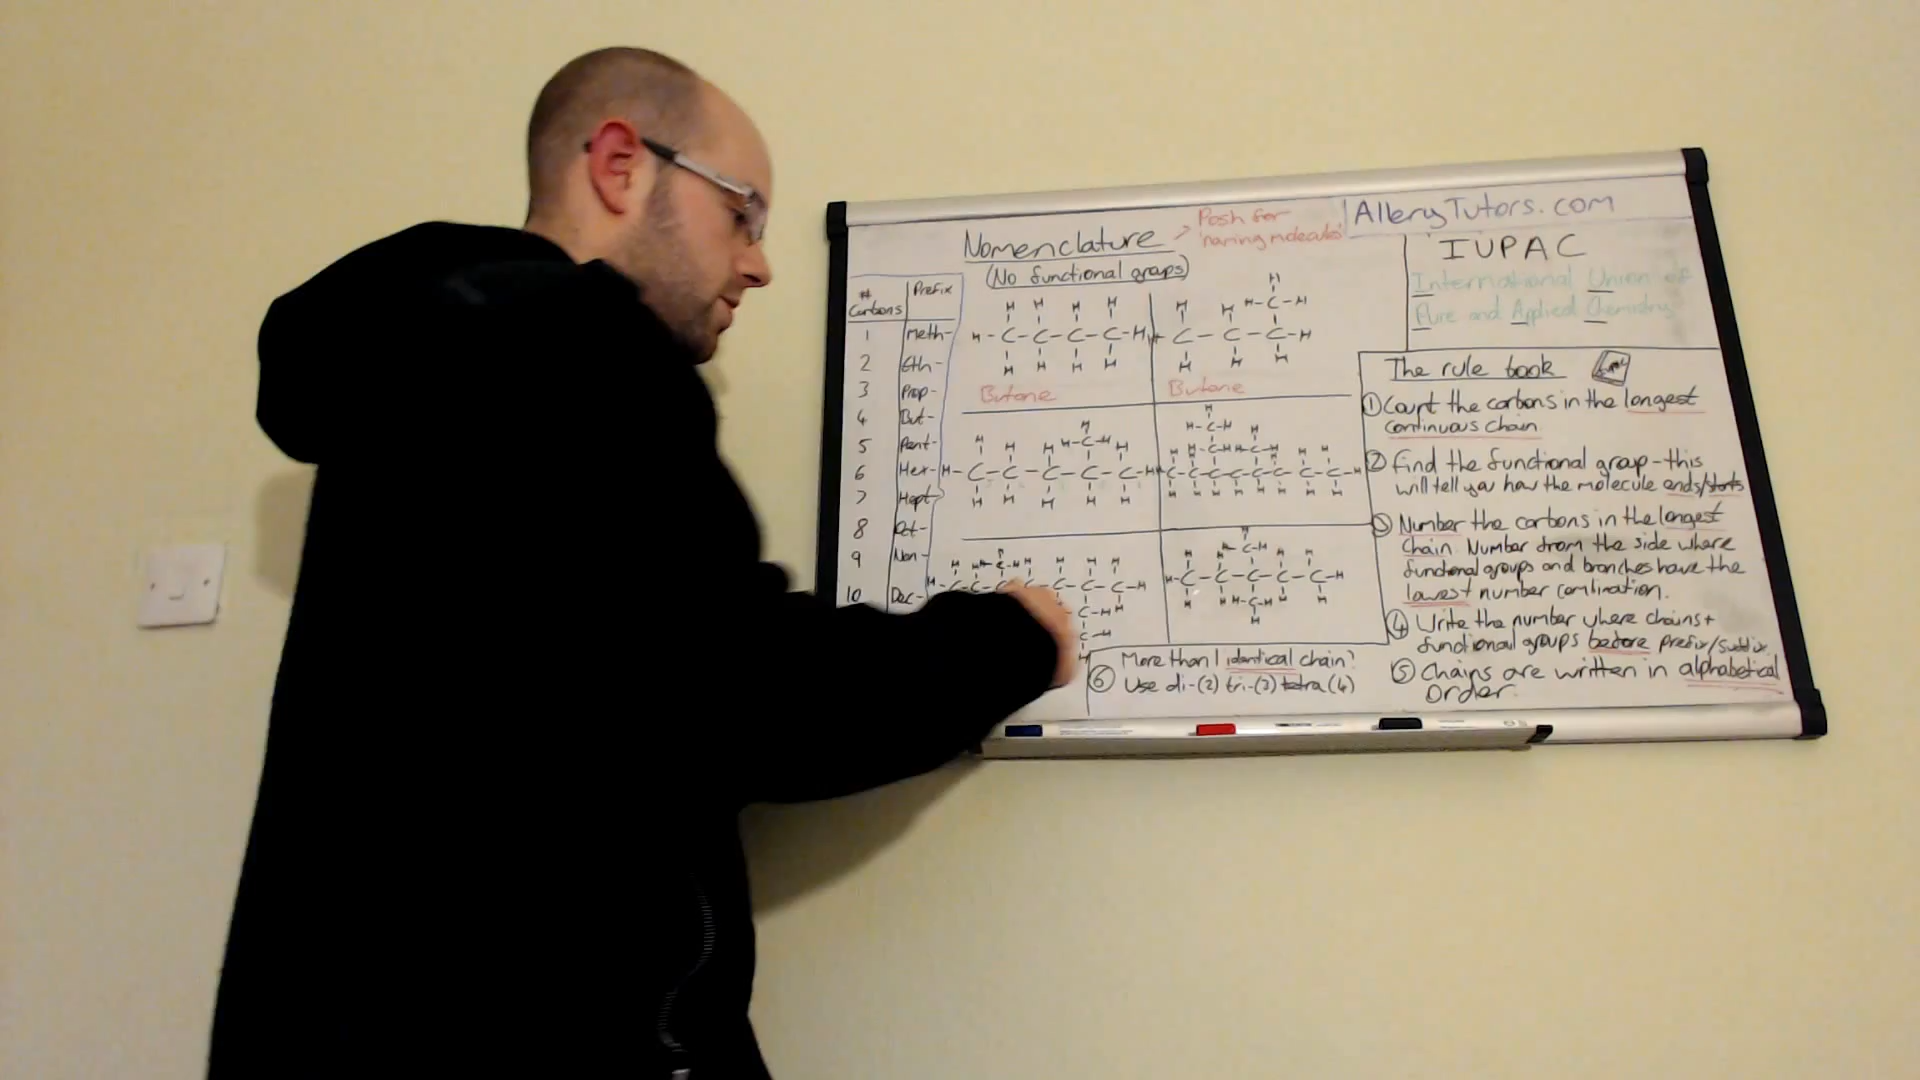 AlleryTutors.com
Nomenclature
Posh for
'naming molecules'
(No functional groups)
IUPAC
International Union of
Pure and Applied Chemistry
# Carbons Prefix
1 Meth-
2 Eth-
3 Prop-
4 But-
5 Pent-
6 Hex-
7 Hept-
8 Oct-
9 Non-
10 Dec-
Butane
Butane
The rule book
① Count the carbons in the longest
continuous chain
② Find the functional group - this
will tell you how the molecule ends/starts
③ Number the carbons in the longest
chain. Number from the side where
functional groups and branches have the
lowest number combination.
④ Write the number where chains +
functional groups before prefix/suffix
⑤ Chains are written in alphabetical
order.
⑥ More than 1 identical chain?
Use di-(2) tri-(3) tetra(4)